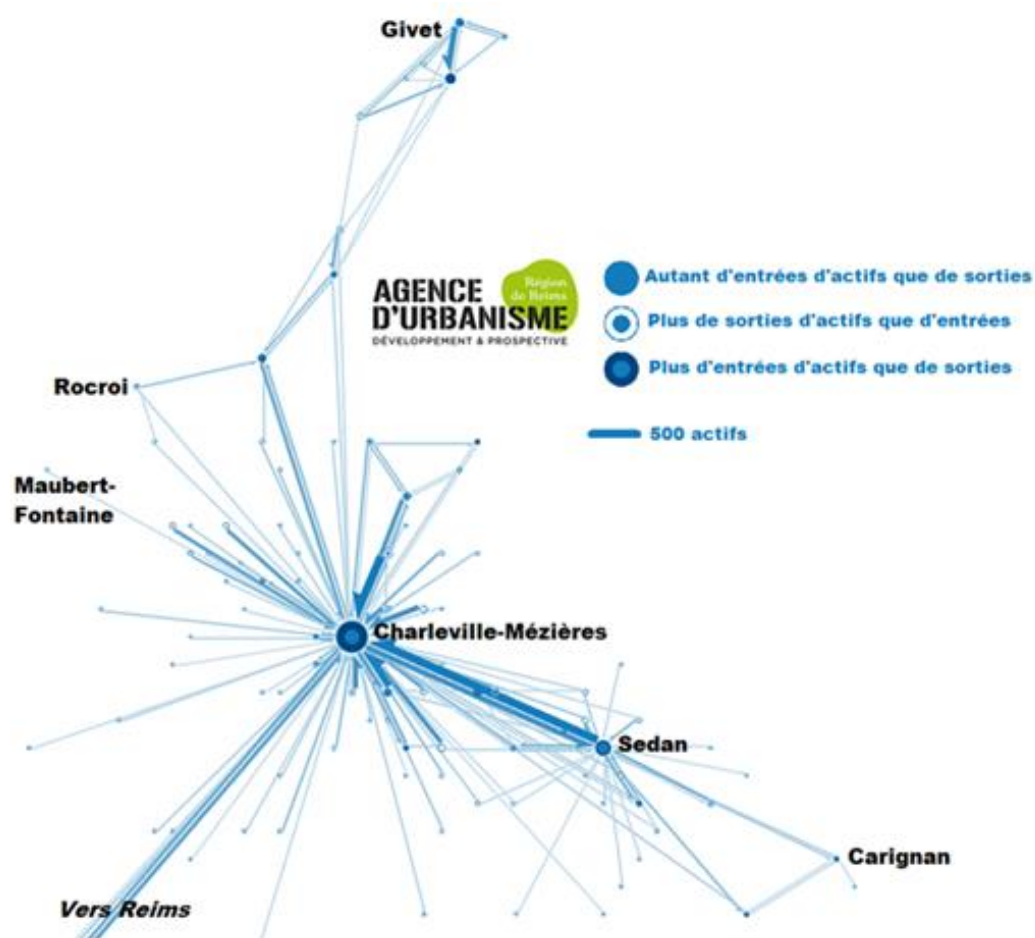 Givet
AGENCE
D'URBANISME
DÉVELOPPEMENT & PROSPECTIVE
Région
de Reims
Autant d'entrées d'actifs que de sorties
Plus de sorties d'actifs que d'entrées
Plus d'entrées d'actifs que de sorties
500 actifs
Rocroi
Maubert-
Fontaine
Charleville-Mézières
Sedan
Carignan
Vers Reims